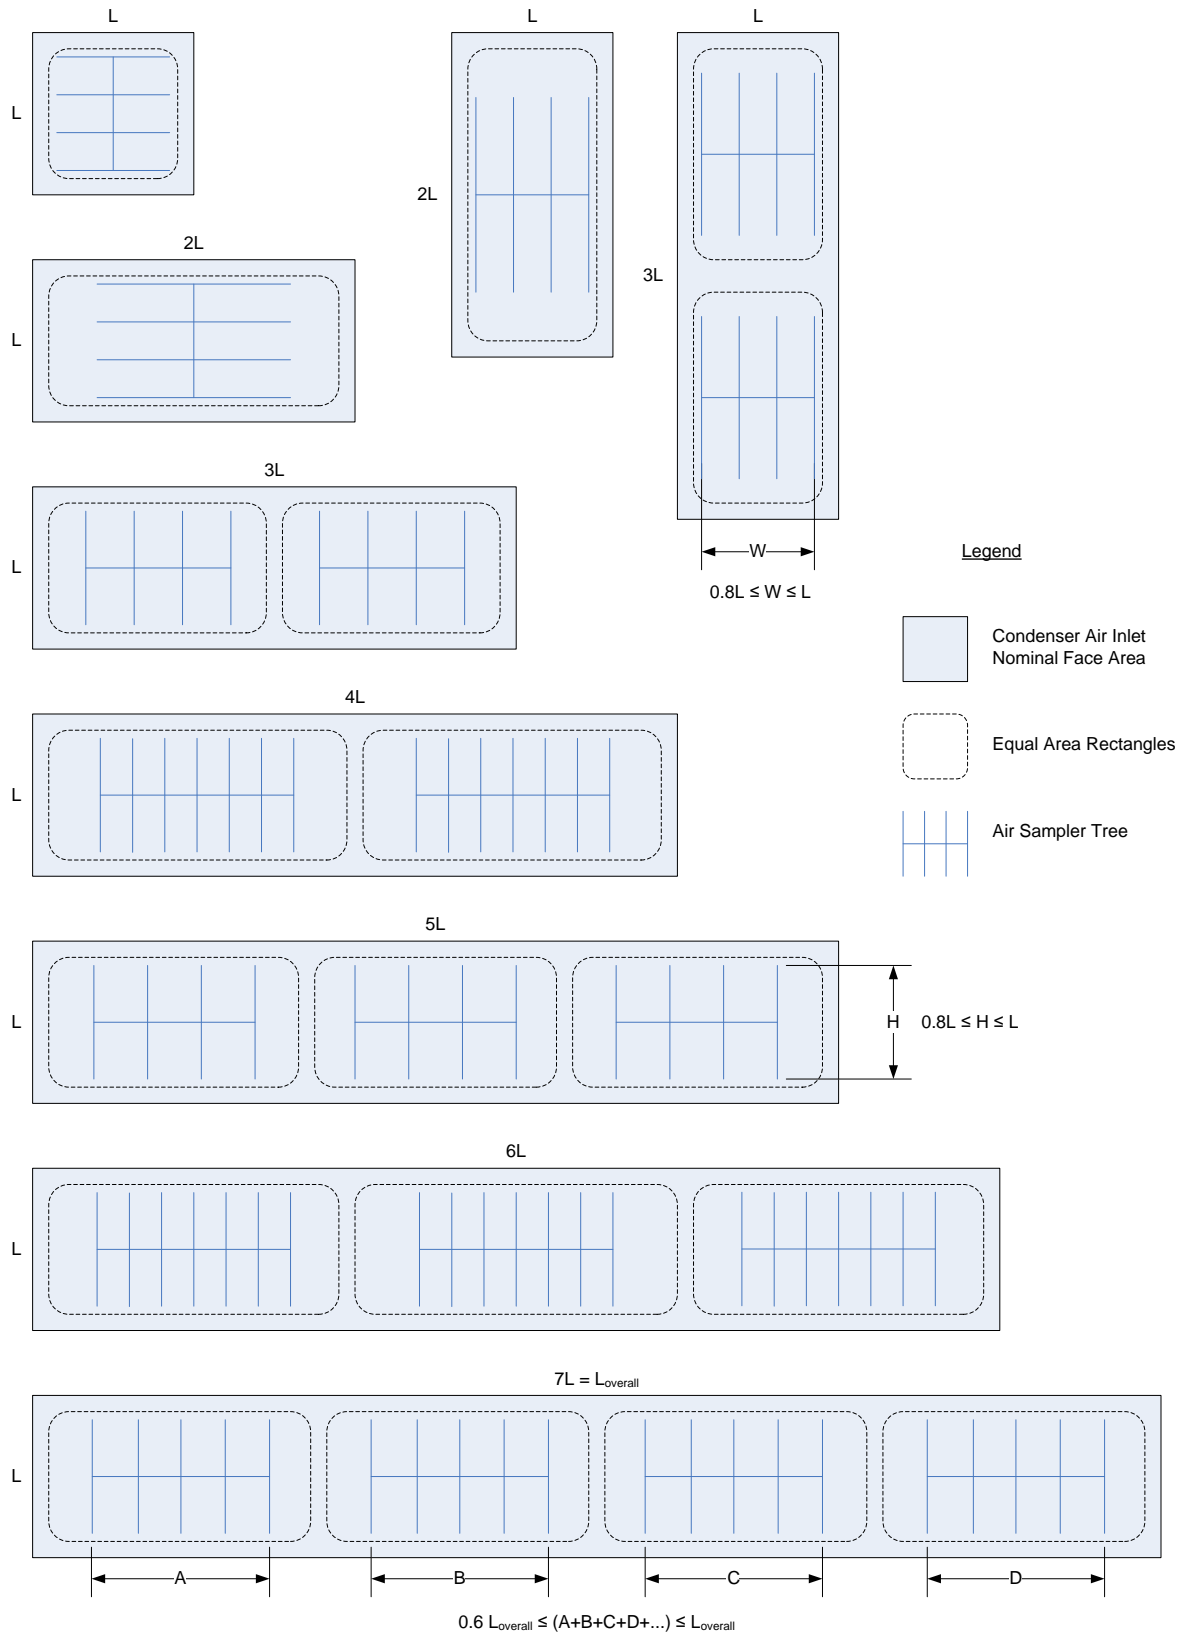 L
L
L
L
2L
2L
L
3L
3L
L
W
0.8L ≤ W ≤ L
Legend
Condenser Air Inlet
Nominal Face Area
Equal Area Rectangles
Air Sampler Tree
4L
L
5L
L
H
0.8L ≤ H ≤ L
6L
L
7L = Loverall
L
A
B
C
D
0.6 Loverall ≤ (A+B+C+D+...) ≤ Loverall